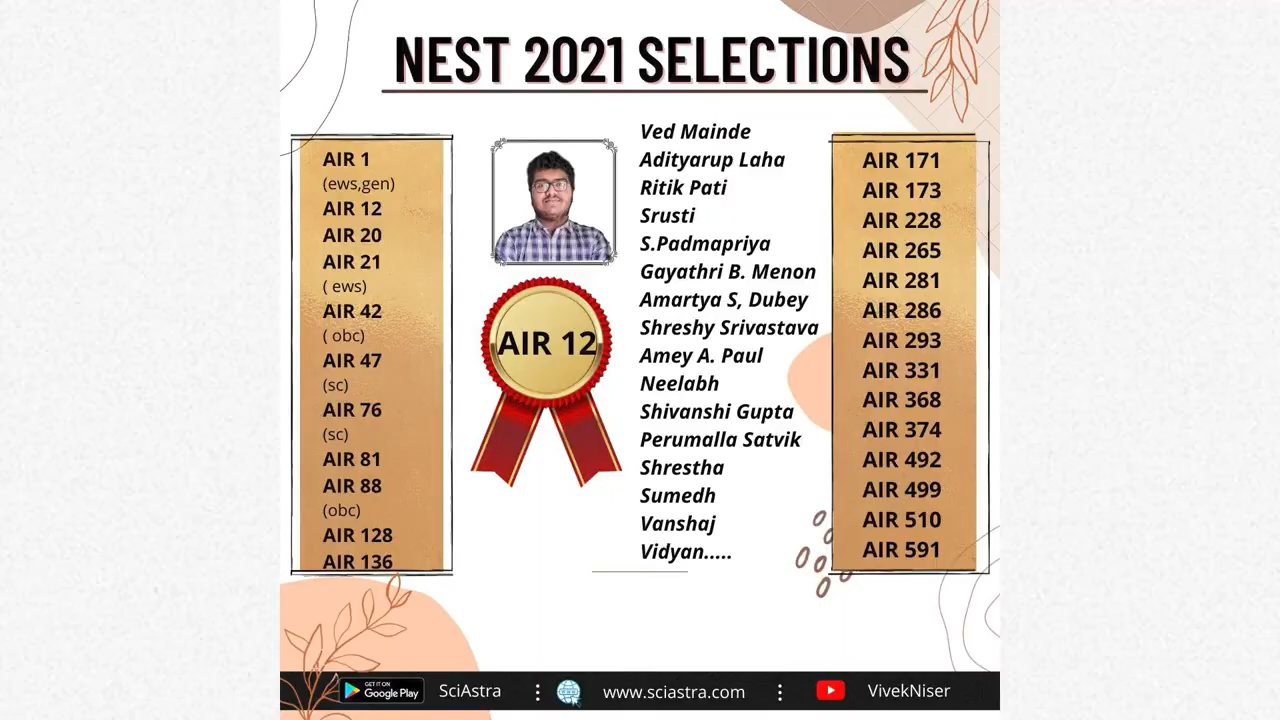 NEST 2021 SELECTIONS
AIR 1
(ews,gen)
AIR 12
AIR 20
AIR 21
( ews)
AIR 42
( obc)
AIR 47
(sc)
AIR 76
(sc)
AIR 81
AIR 88
(obc)
AIR 128
AIR 136
AIR 12
Ved Mainde
Adityarup Laha
Ritik Pati
Srusti
S.Padmapriya
Gayathri B. Menon
Amartya S, Dubey
Shreshy Srivastava
Amey A. Paul
Neelabh
Shivanshi Gupta
Perumalla Satvik
Shrestha
Sumedh
Vanshaj
Vidyan.....
AIR 171
AIR 173
AIR 228
AIR 265
AIR 281
AIR 286
AIR 293
AIR 331
AIR 368
AIR 374
AIR 492
AIR 499
AIR 510
AIR 591
GET IT ON
Google Play
SciAstra
www.sciastra.com
VivekNiser